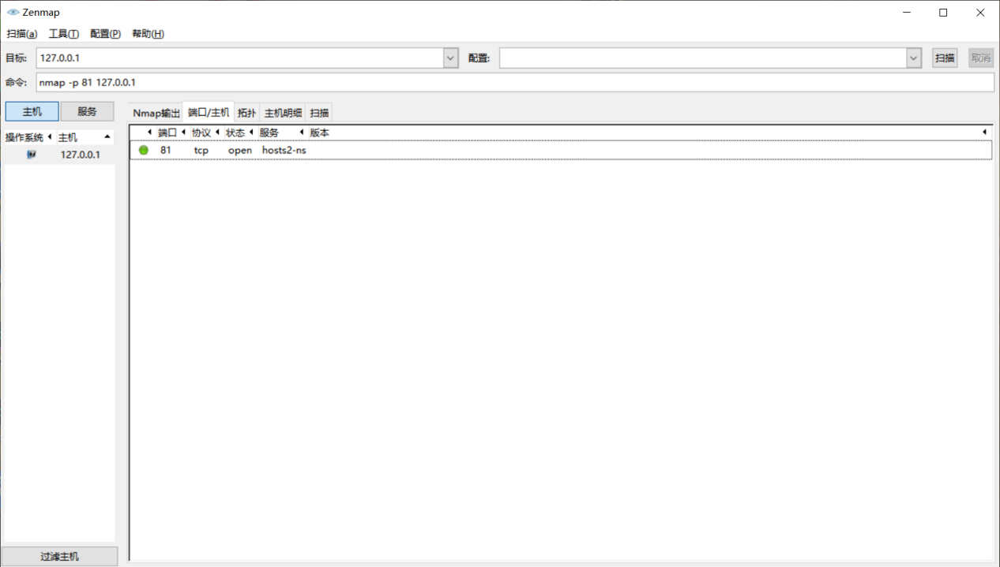 Zenmap
扫描(a) 工具(T) 配置(P) 帮助(H)
目标: 127.0.0.1 配置: 扫描 取消
命令: nmap -p 81 127.0.0.1
主机 服务 Nmap输出 端口/主机 拓扑 主机明细 扫描
操作系统 主机 端口 协议 状态 服务 版本
127.0.0.1 81 tcp open hosts2-ns
过滤主机